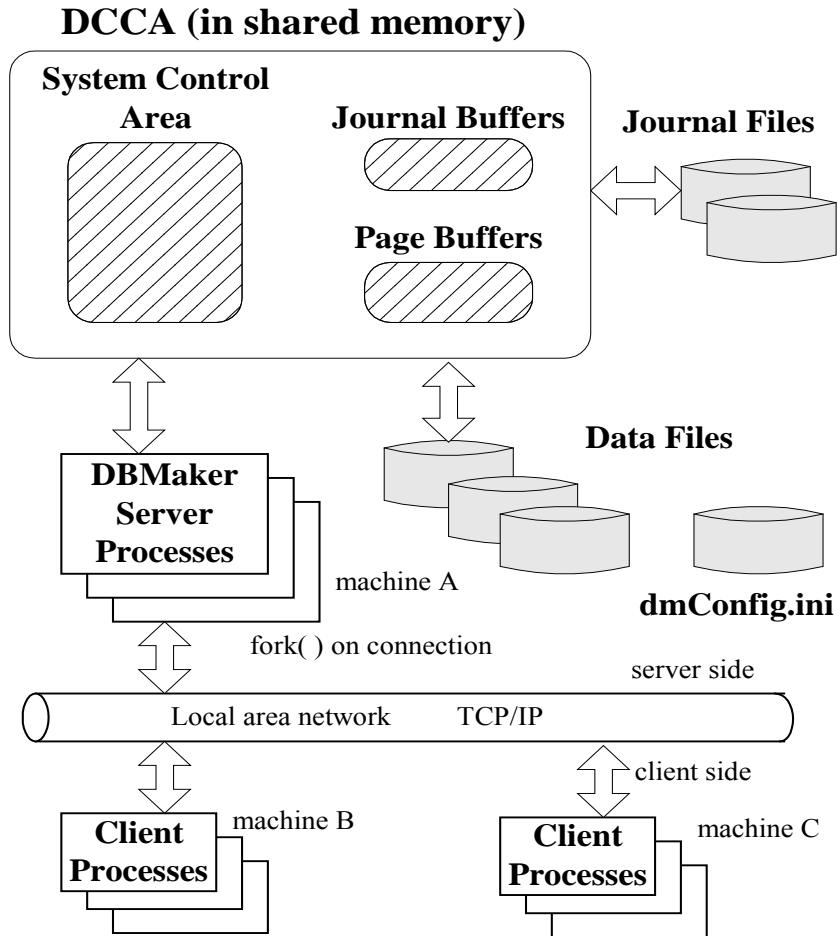 DCCA (in shared memory)
System Control
Area
Journal Buffers
Page Buffers
Journal Files
Data Files
DBMaker
Server
Processes
machine A
dmConfig.ini
fork( ) on connection
server side
Local area network TCP/IP
client side
Client
Processes
machine B
Client
Processes
machine C